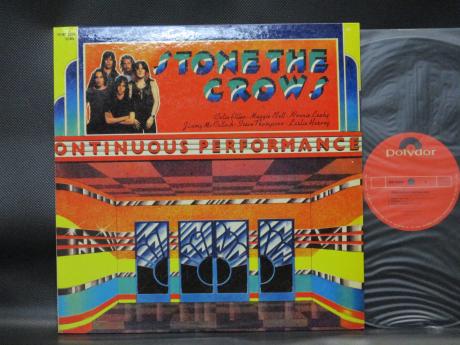 STONE THE
CROWS
Colin Allen - Maggie Bell - Ronnie Leahy
Jimmy McCulloch - Steve Thompson - Leslie Harvey
ONTINUOUS PERFORMANCE
polydor